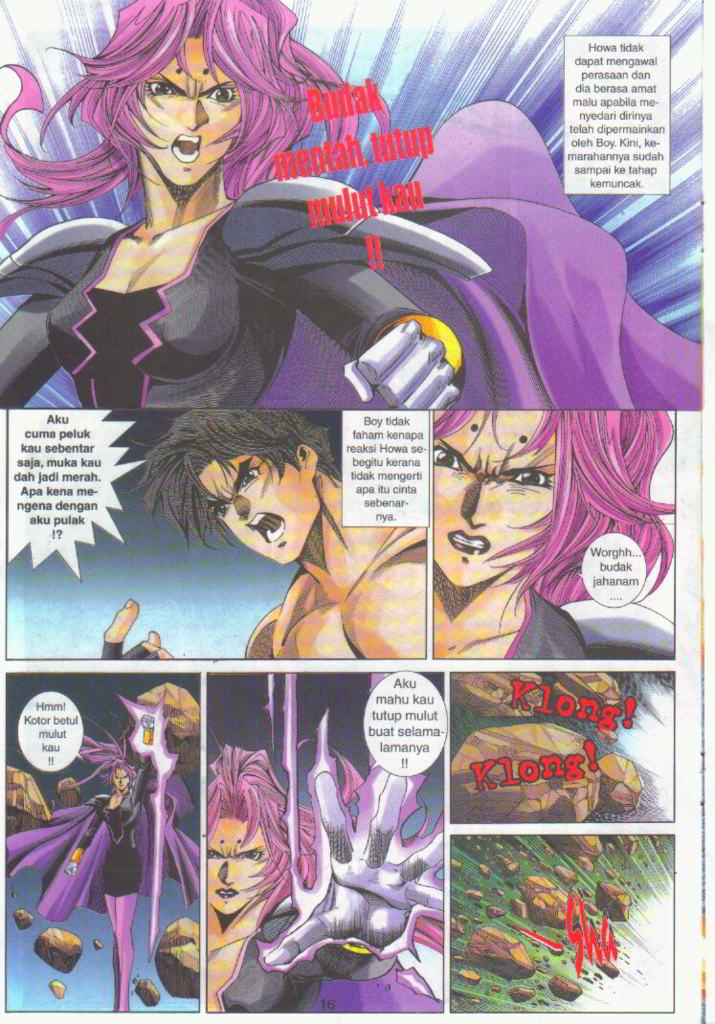 Budak
mentah, tutup
mulut kau
!!
Howa tidak
dapat mengawal
perasaan dan
dia berasa amat
malu apabila me-
nyedari dirinya
telah dipermainkan
oleh Boy. Kini, ke-
marahannya sudah
sampai ke tahap
kemuncak.
Aku
cuma peluk
kau sebentar
saja, muka kau
dah jadi merah.
Apa kena me-
ngena dengan
aku pulak
!?
Boy tidak
faham kenapa
reaksi Howa se-
begitu kerana
tidak mengerti
apa itu cinta
sebenar-
nya.
Worghh...
budak
jahanam
....
Hmm!
Kotor betul
mulut
kau
!!
Aku
mahu kau
tutup mulut
buat selama-
lamanya
!!
Klong!
Klong!
Shu
16